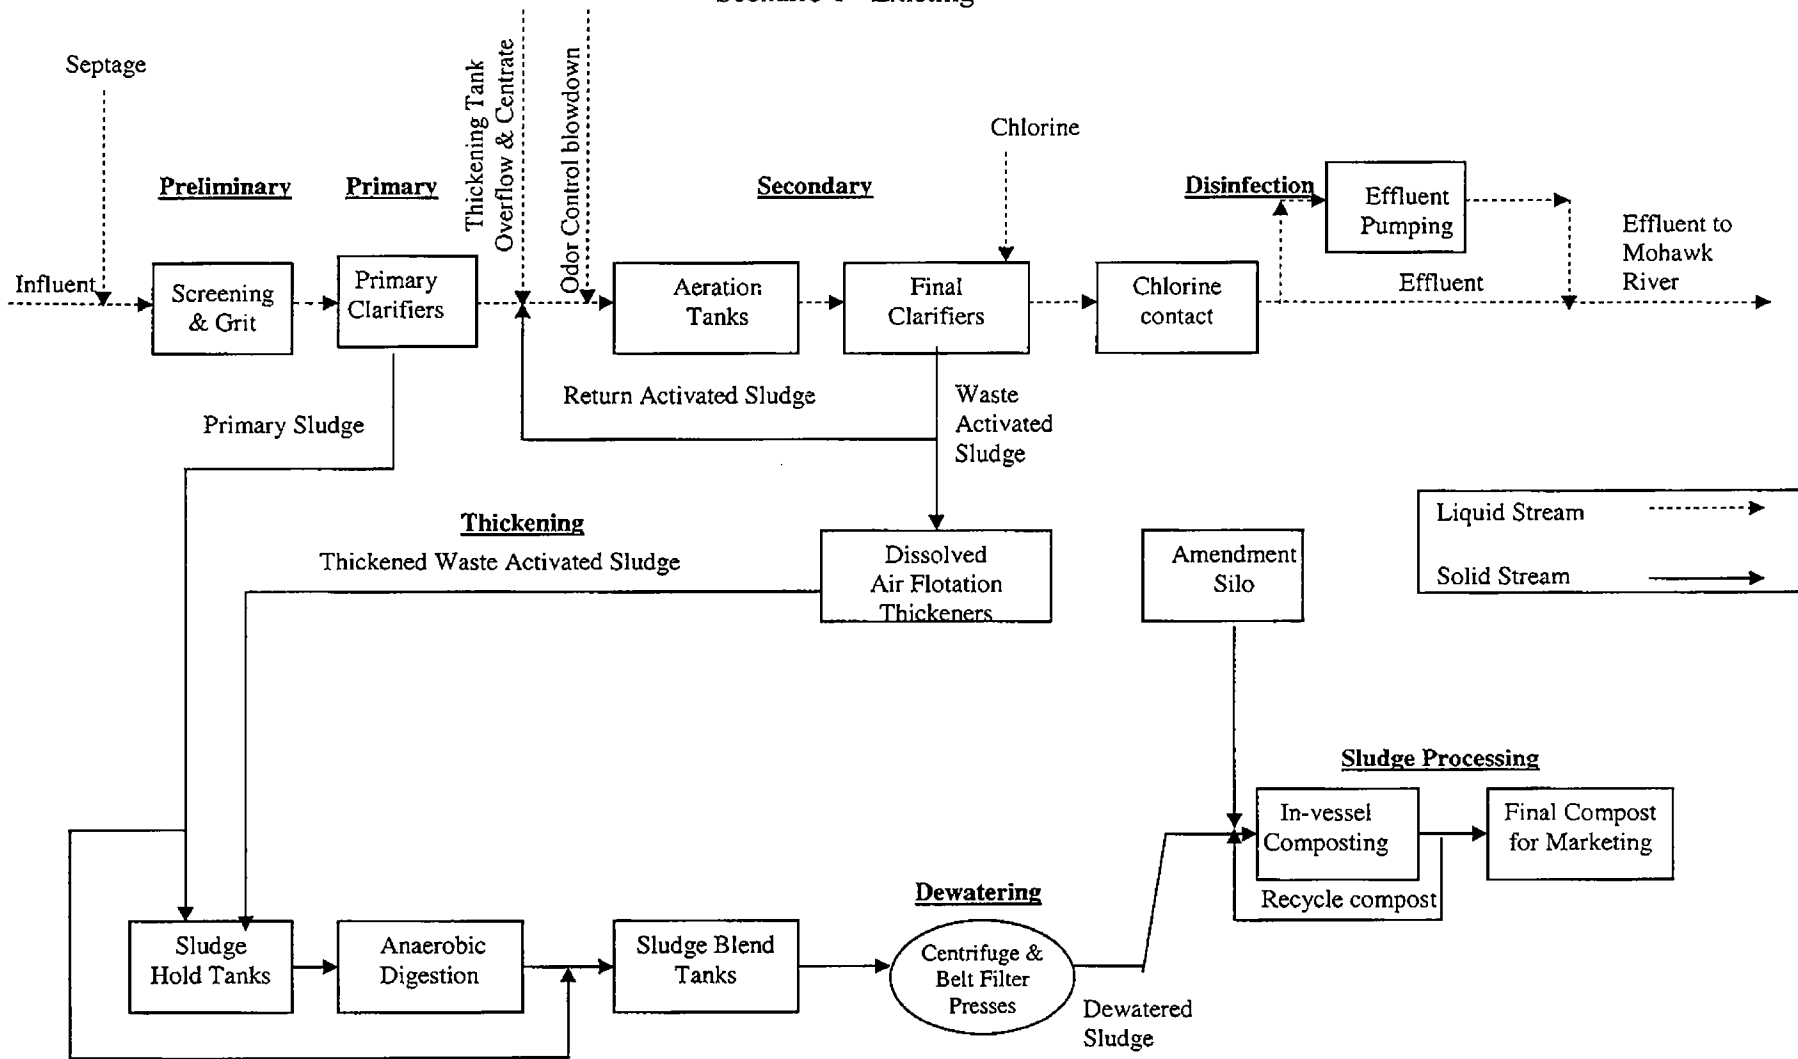 Septage
Thickening Tank
Overflow & Centrate
Odor Control blowdown
Chlorine
Preliminary
Primary
Secondary
Disinfection
Effluent
Pumping
Effluent to
Mohawk
River
Influent
Screening
& Grit
Primary
Clarifiers
Aeration
Tanks
Final
Clarifiers
Chlorine
contact
Effluent
Return Activated Sludge
Waste
Activated
Sludge
Primary Sludge
Thickening
Thickened Waste Activated Sludge
Dissolved
Air Flotation
Thickeners
Amendment
Silo
Liquid Stream
Solid Stream
Sludge Processing
In-vessel
Composting
Final Compost
for Marketing
Recycle compost
Dewatering
Sludge
Hold Tanks
Anaerobic
Digestion
Sludge Blend
Tanks
Centrifuge &
Belt Filter
Presses
Dewatered
Sludge